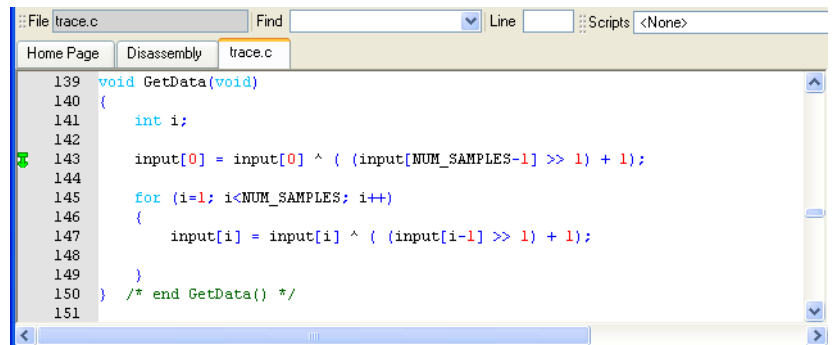 File trace.c Find Line Scripts <None>
Home Page Disassembly trace.c
139 void GetData(void)
140 {
141 int i;
142
143 input[0] = input[0] ^ ( (input[NUM_SAMPLES-1] >> 1) + 1);
144
145 for (i=1; i<NUM_SAMPLES; i++)
146 {
147 input[i] = input[i] ^ ( (input[i-1] >> 1) + 1);
148
149 }
150 } /* end GetData() */
151